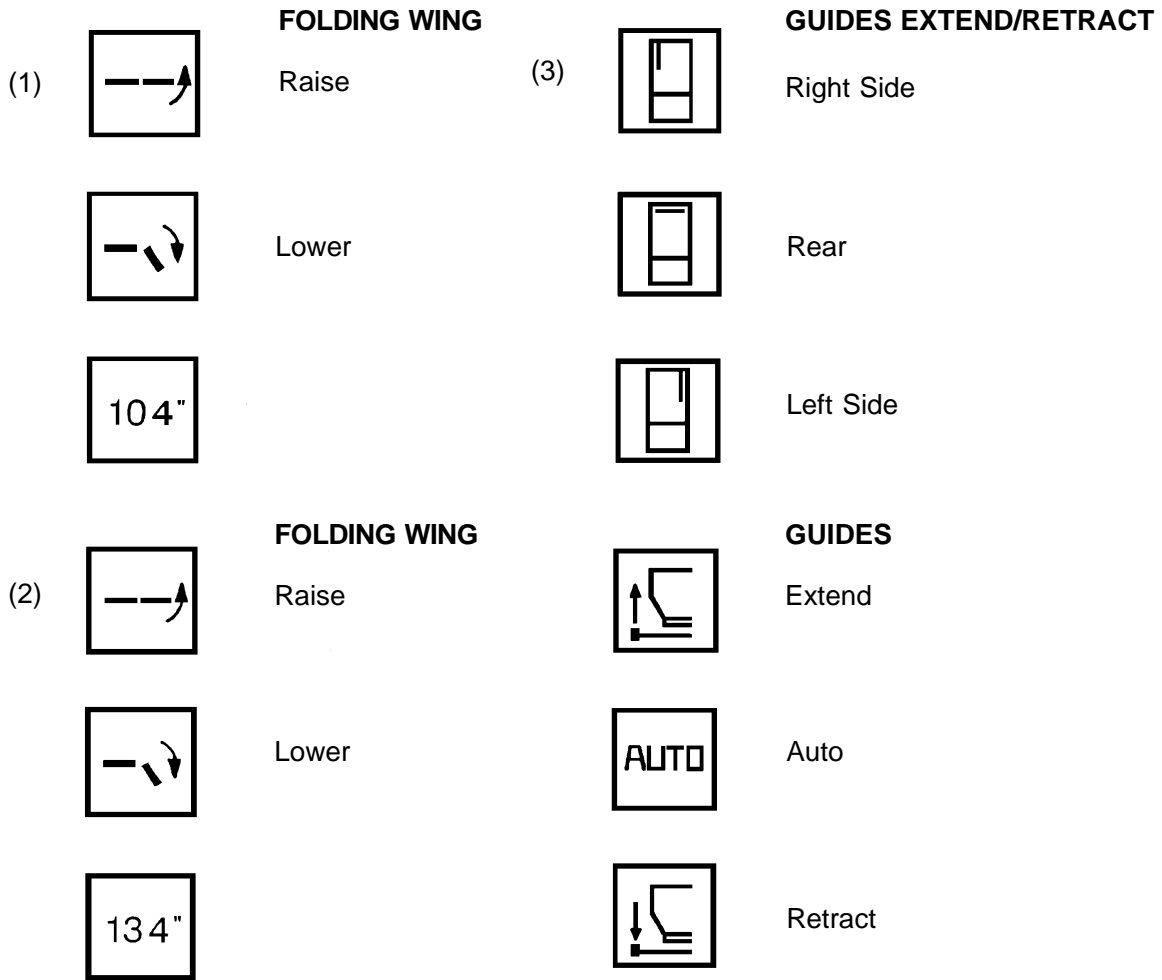 FOLDING WING
(1)
Raise
Lower
104"
FOLDING WING
(2)
Raise
Lower
134"
GUIDES EXTEND/RETRACT
(3)
Right Side
Rear
Left Side
GUIDES
Extend
AUTO
Auto
Retract